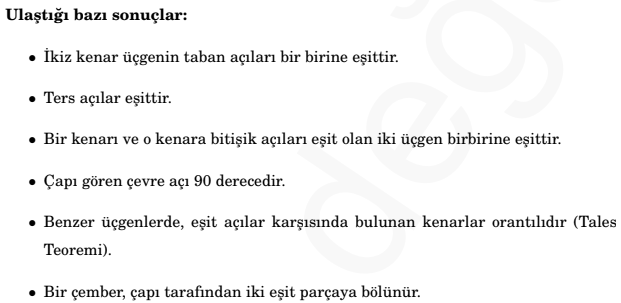 Ulaştığı bazı sonuçlar:
• İkiz kenar üçgenin taban açıları bir birine eşittir.
• Ters açılar eşittir.
• Bir kenarı ve o kenara bitişik açıları eşit olan iki üçgen birbirine eşittir.
• Çapı gören çevre açı 90 derecedir.
• Benzer üçgenlerde, eşit açılar karşısında bulunan kenarlar orantılıdır (Tales
Teoremi).
• Bir çember, çapı tarafından iki eşit parçaya bölünür.
değ